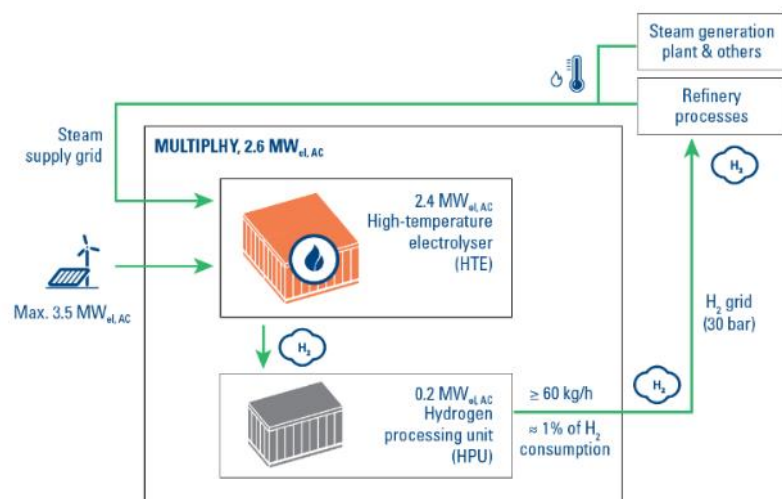 Steam generation
plant & others
Refinery
processes
Steam
supply grid
MULTIPLHY, 2.6 MWel, AC
H₂
2.4 MWel, AC
High-temperature
electrolyser
(HTE)
Max. 3.5 MWel, AC
H₂ grid
(30 bar)
H₂
0.2 MWel, AC
Hydrogen
processing unit
(HPU)
≥ 60 kg/h
≈ 1% of H₂
consumption
H₂